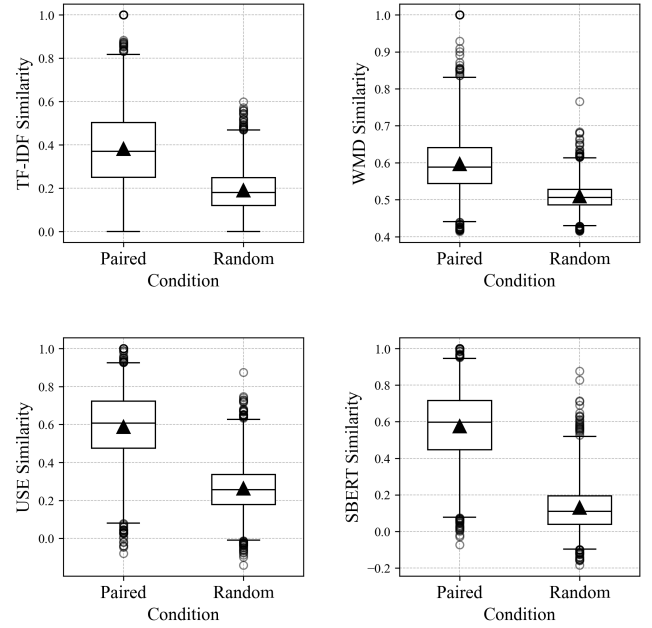 TF-IDF Similarity
1.0
0.8
0.6
0.4
0.2
0.0
Paired
Random
Condition
WMD Similarity
1.0
0.9
0.8
0.7
0.6
0.5
0.4
Paired
Random
Condition
USE Similarity
1.0
0.8
0.6
0.4
0.2
0.0
Paired
Random
Condition
SBERT Similarity
1.0
0.8
0.6
0.4
0.2
0.0
−0.2
Paired
Random
Condition